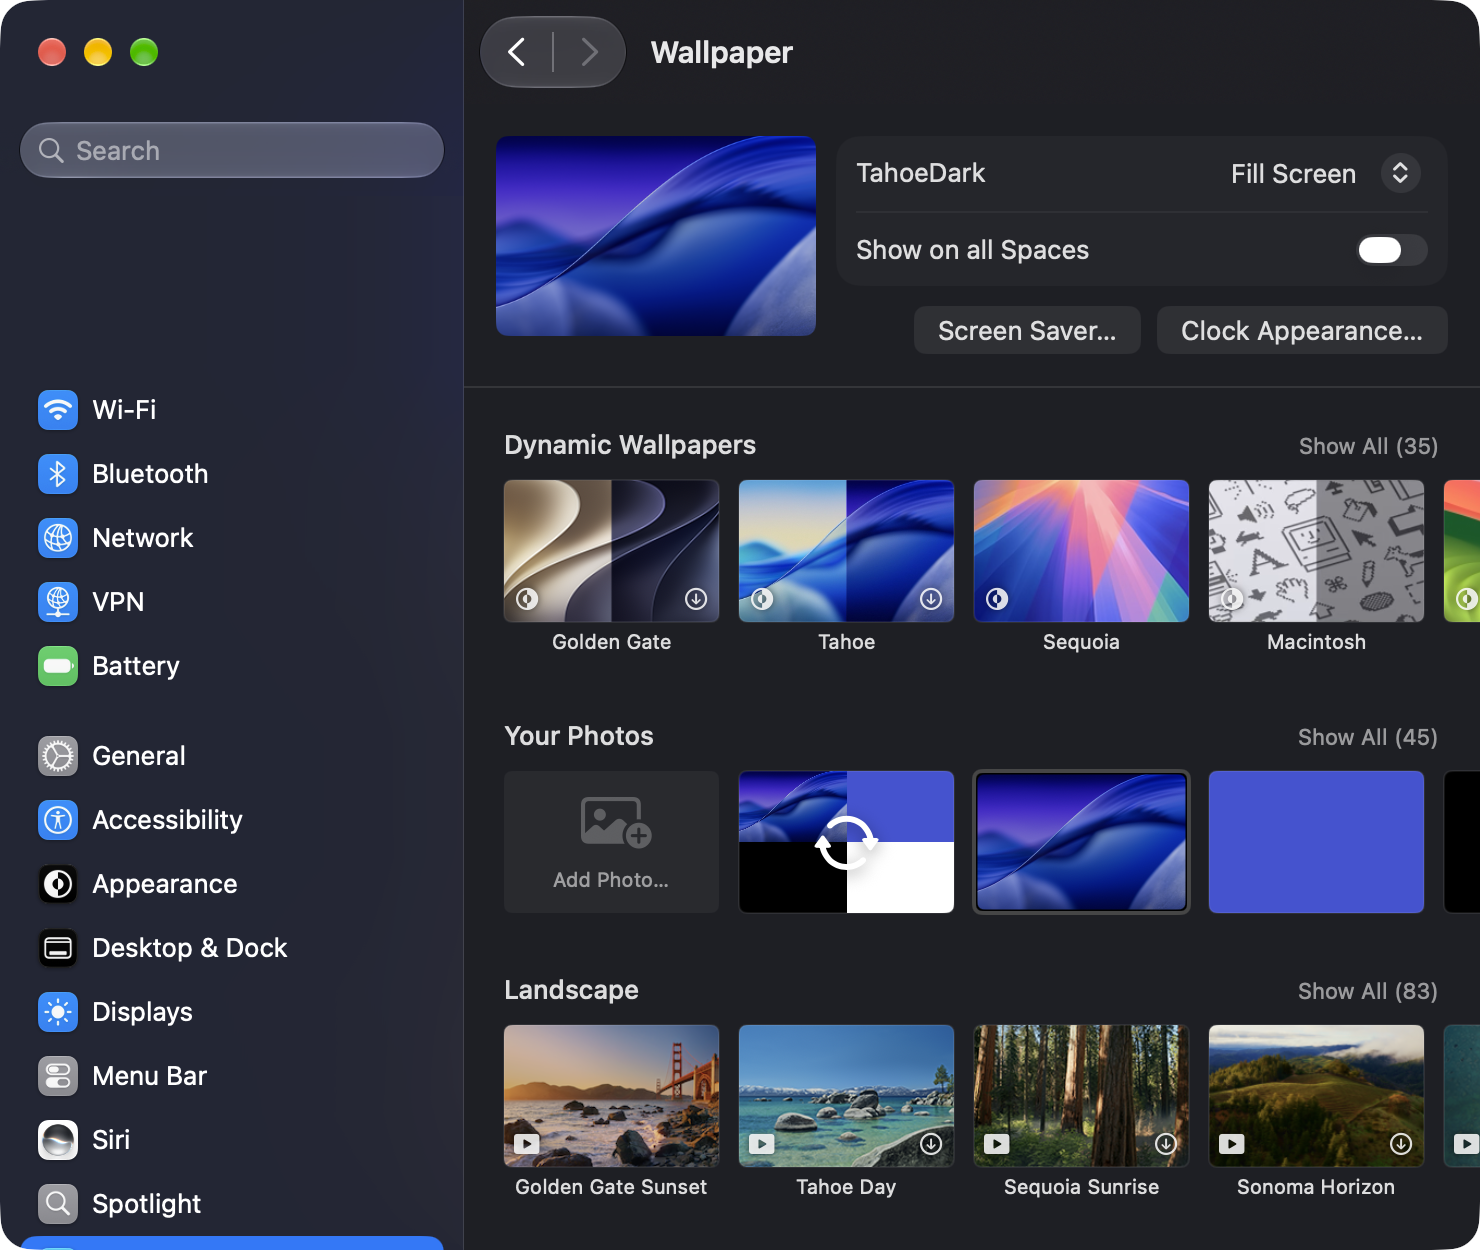 Wallpaper
Search
Wi-Fi
Bluetooth
Network
VPN
Battery
General
Accessibility
Appearance
Desktop & Dock
Displays
Menu Bar
Siri
Spotlight
TahoeDark
Fill Screen
Show on all Spaces
Screen Saver...
Clock Appearance...
Dynamic Wallpapers
Show All (35)
Golden Gate
Tahoe
Sequoia
Macintosh
Your Photos
Show All (45)
Add Photo...
Landscape
Show All (83)
Golden Gate Sunset
Tahoe Day
Sequoia Sunrise
Sonoma Horizon